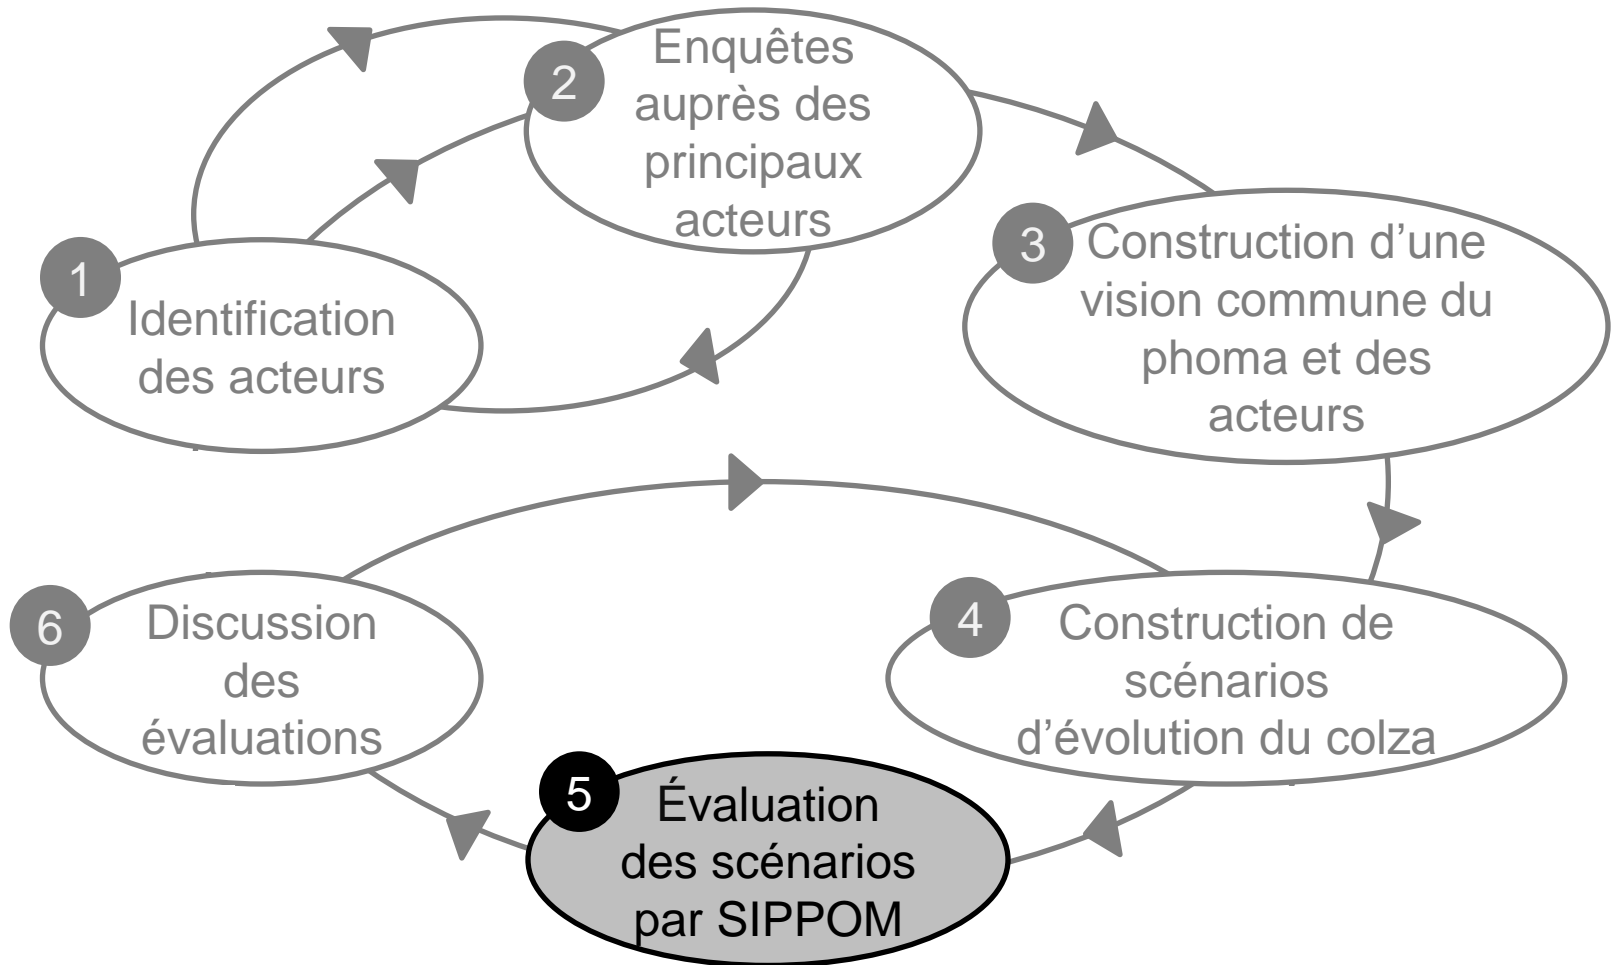 1
Identification
des acteurs
2
Enquêtes
auprès des
principaux
acteurs
3
Construction d’une
vision commune du
phoma et des
acteurs
4
Construction de
scénarios
d’évolution du colza
5
Évaluation
des scénarios
par SIPPOM
6
Discussion
des
évaluations